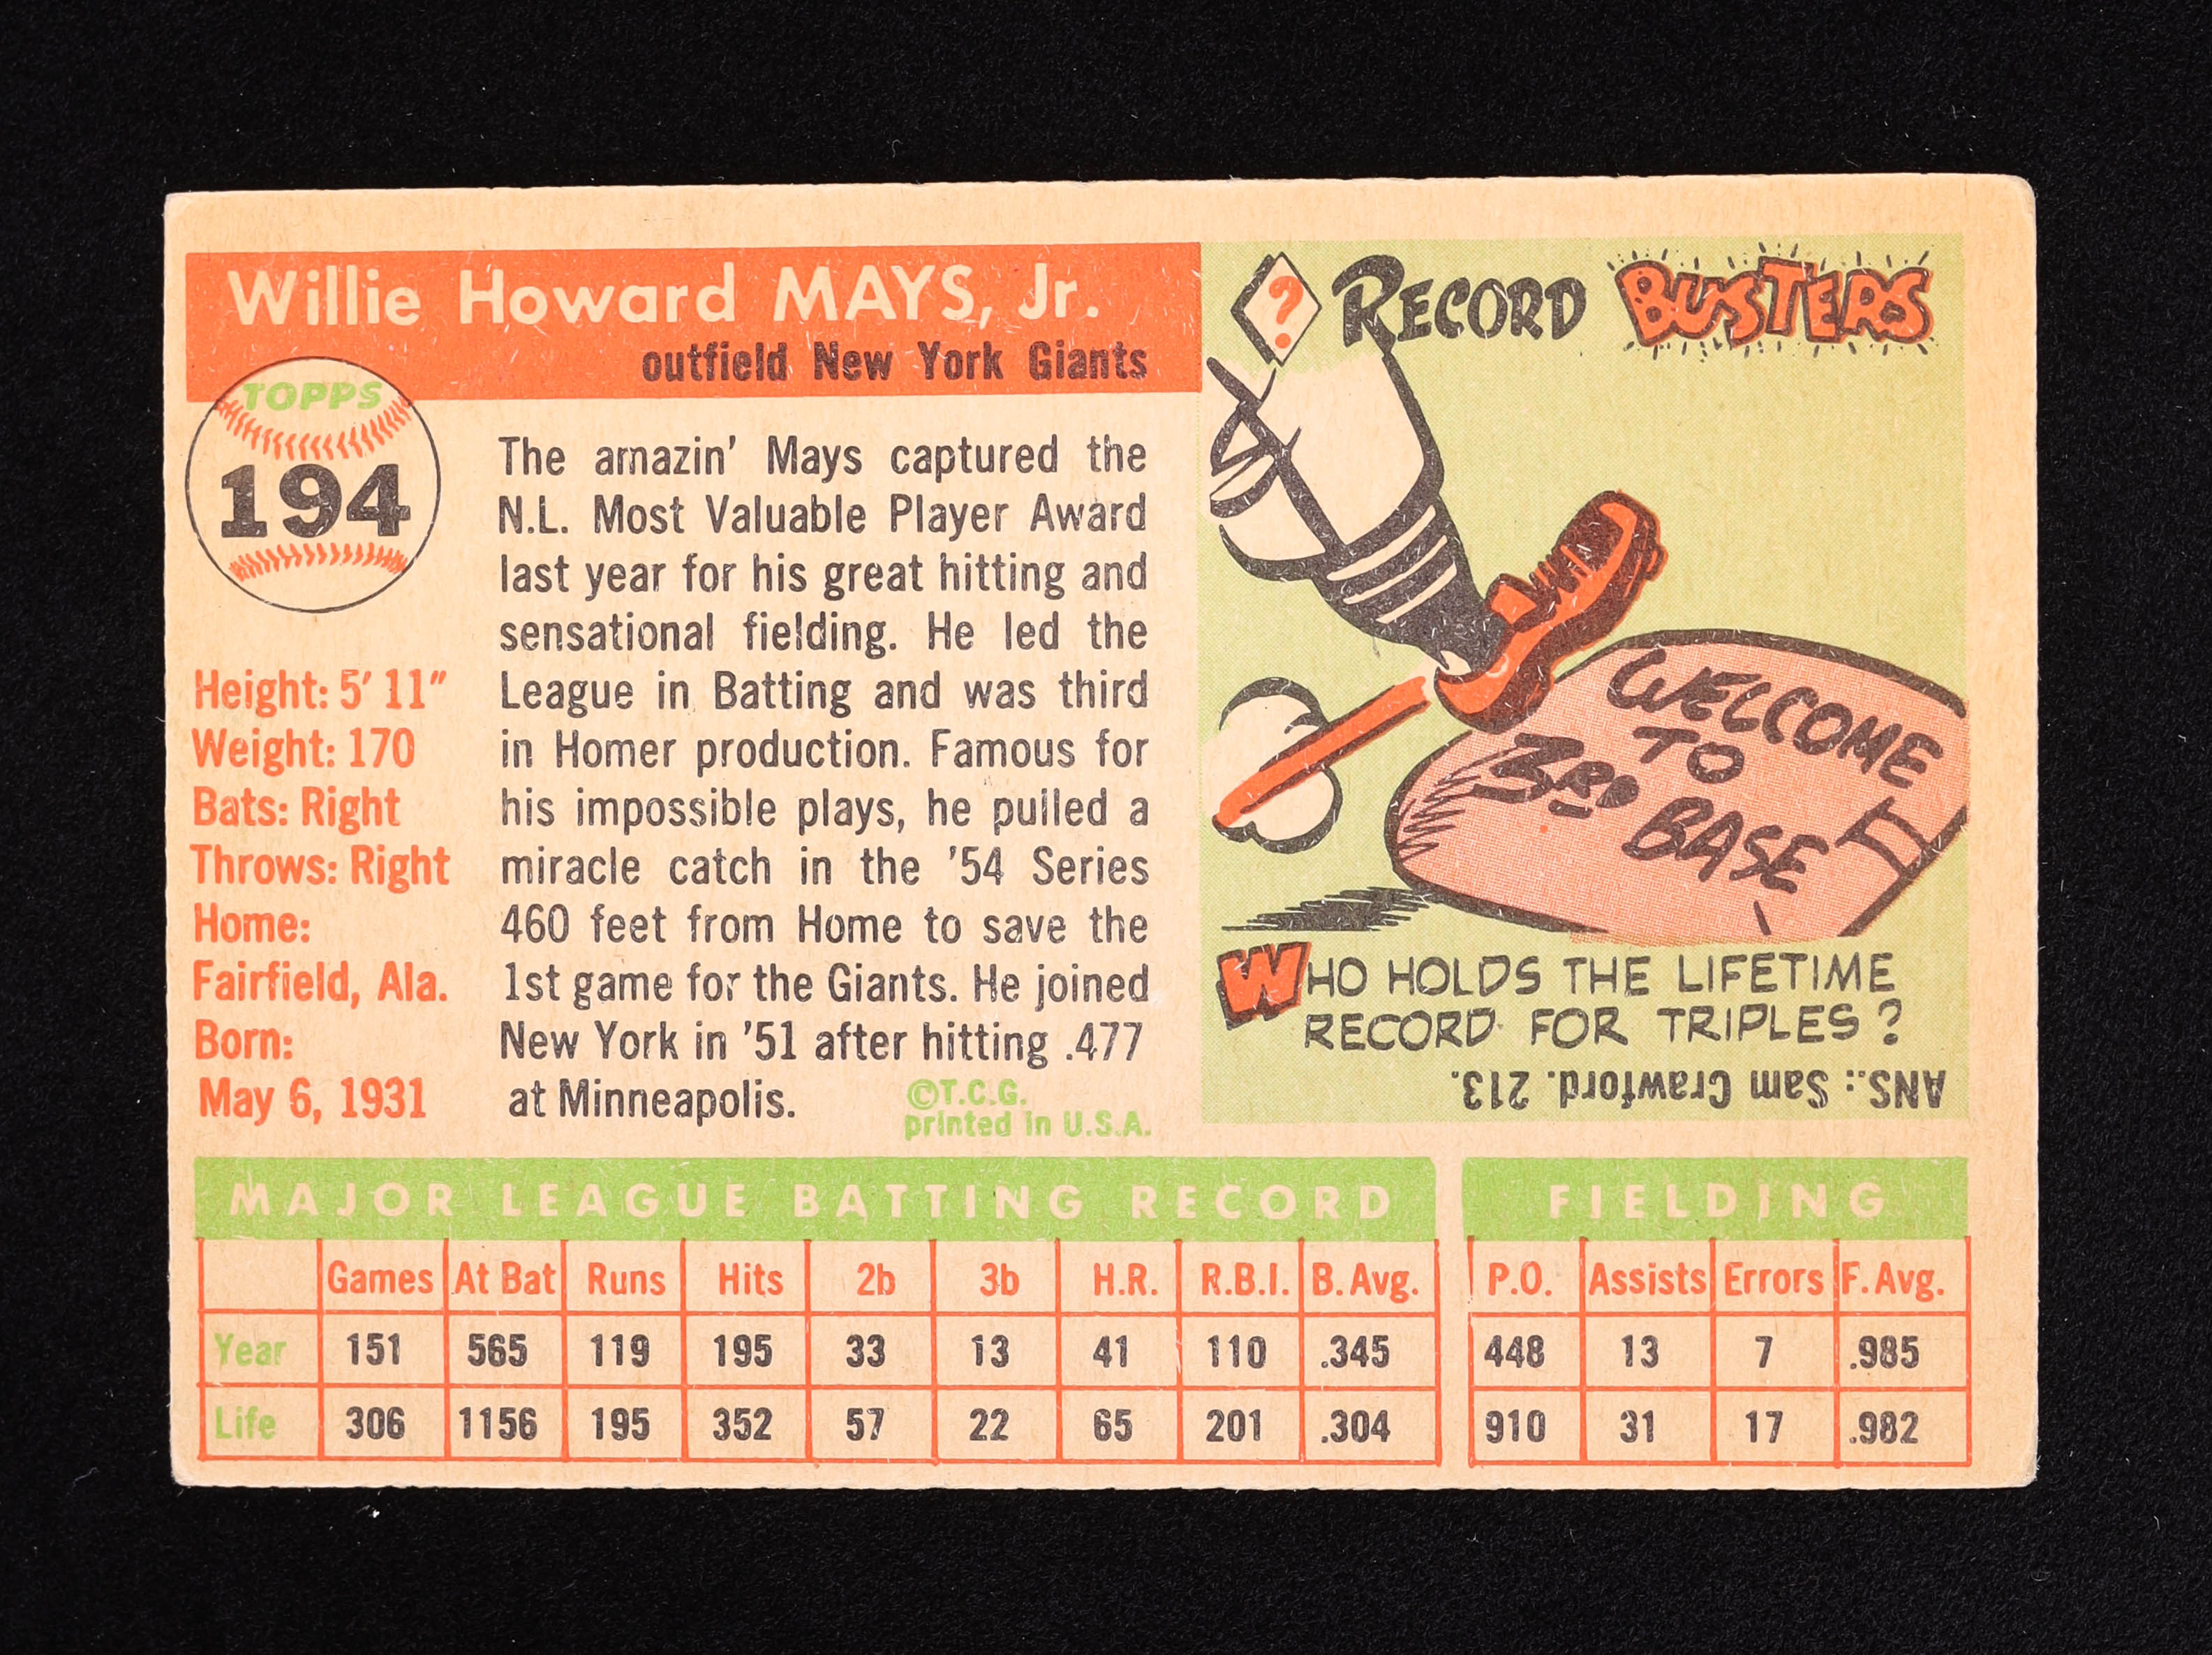 Willie Howard MAYS, Jr.
outfield New York Giants
TOPPS
194
Height: 5' 11"
Weight: 170
Bats: Right
Throws: Right
Home:
Fairfield, Ala.
Born:
May 6, 1931
The amazin' Mays captured the
N.L. Most Valuable Player Award
last year for his great hitting and
sensational fielding. He led the
League in Batting and was third
in Homer production. Famous for
his impossible plays, he pulled a
miracle catch in the '54 Series
460 feet from Home to save the
1st game for the Giants. He joined
New York in '51 after hitting .477
at Minneapolis.
©T.C.G.
printed in U.S.A.
? RECORD BUSTERS
WELCOME
TO
3RD BASE
WHO HOLDS THE LIFETIME
RECORD FOR TRIPLES?
ANS.: Sam Crawford. 213.
MAJOR LEAGUE BATTING RECORD
Games At Bat Runs Hits 2b 3b H.R. R.B.I. B. Avg.
Year 151 565 119 195 33 13 41 110 .345
Life 306 1156 195 352 57 22 65 201 .304
FIELDING
P.O. Assists Errors F. Avg.
448 13 7 .985
910 31 17 .982